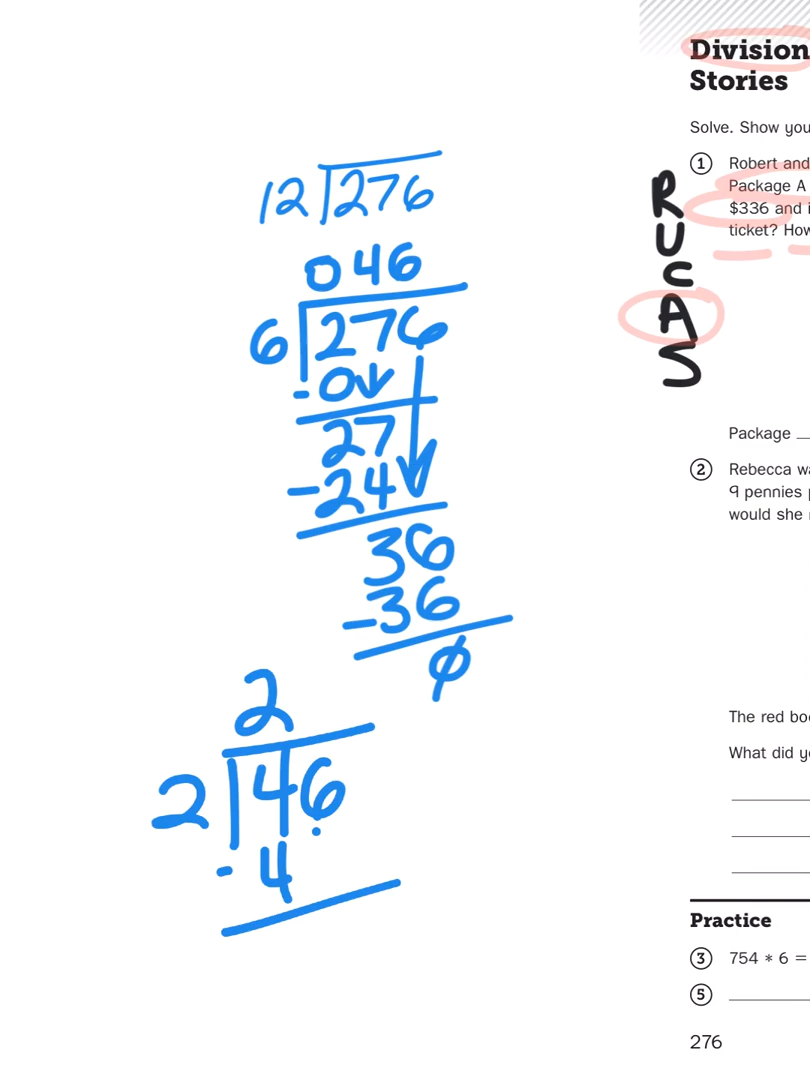 12)276
046
6)276
-0
27
-24
36
-36
0
2
2)46
- 4
R
U
C
A
S
Division
Stories
Solve. Show you
1 Robert and
Package A
$336 and i
ticket? How
Package
2 Rebecca wa
9 pennies p
would she
The red bo
What did y
Practice
3 754 * 6 =
5
276